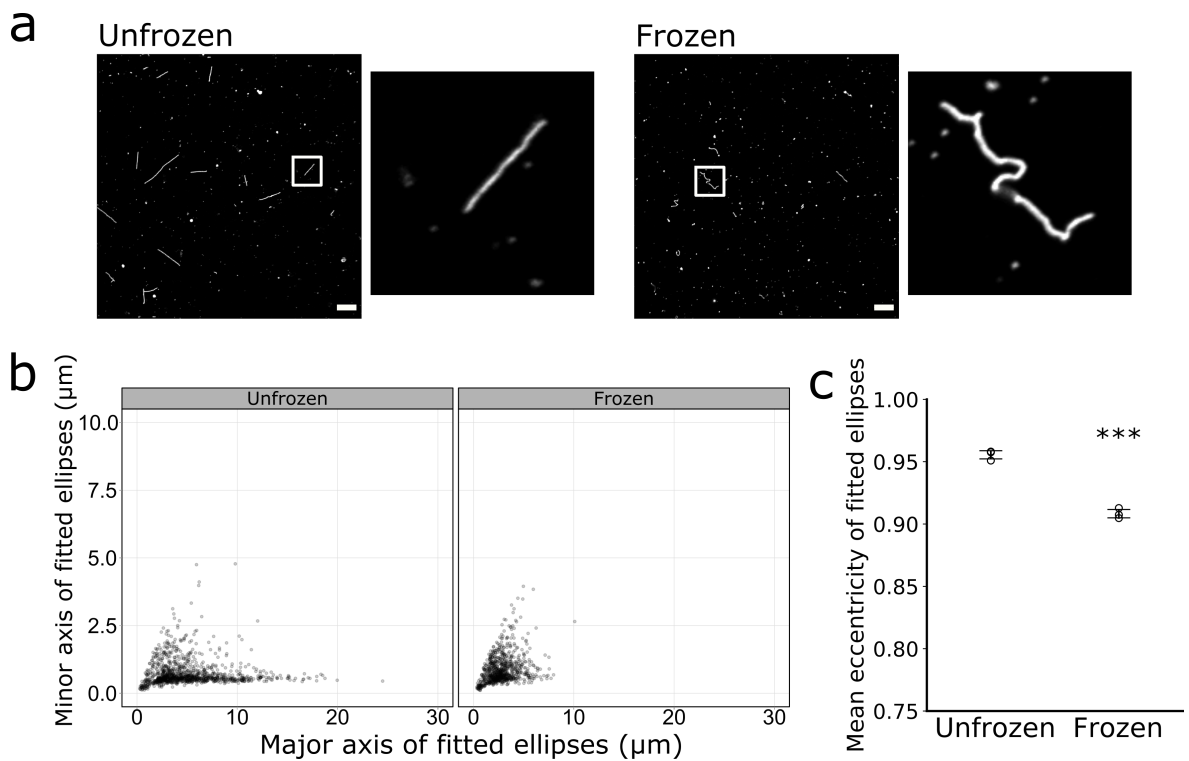 a
Unfrozen
Frozen
b
Minor axis of fitted ellipses (μm)
Unfrozen
Frozen
10.0
7.5
5.0
2.5
0.0
0
10
20
30
0
10
20
30
Major axis of fitted ellipses (μm)
c
Mean eccentricity of fitted ellipses
1.00
0.95
0.90
0.85
0.80
0.75
***
Unfrozen
Frozen